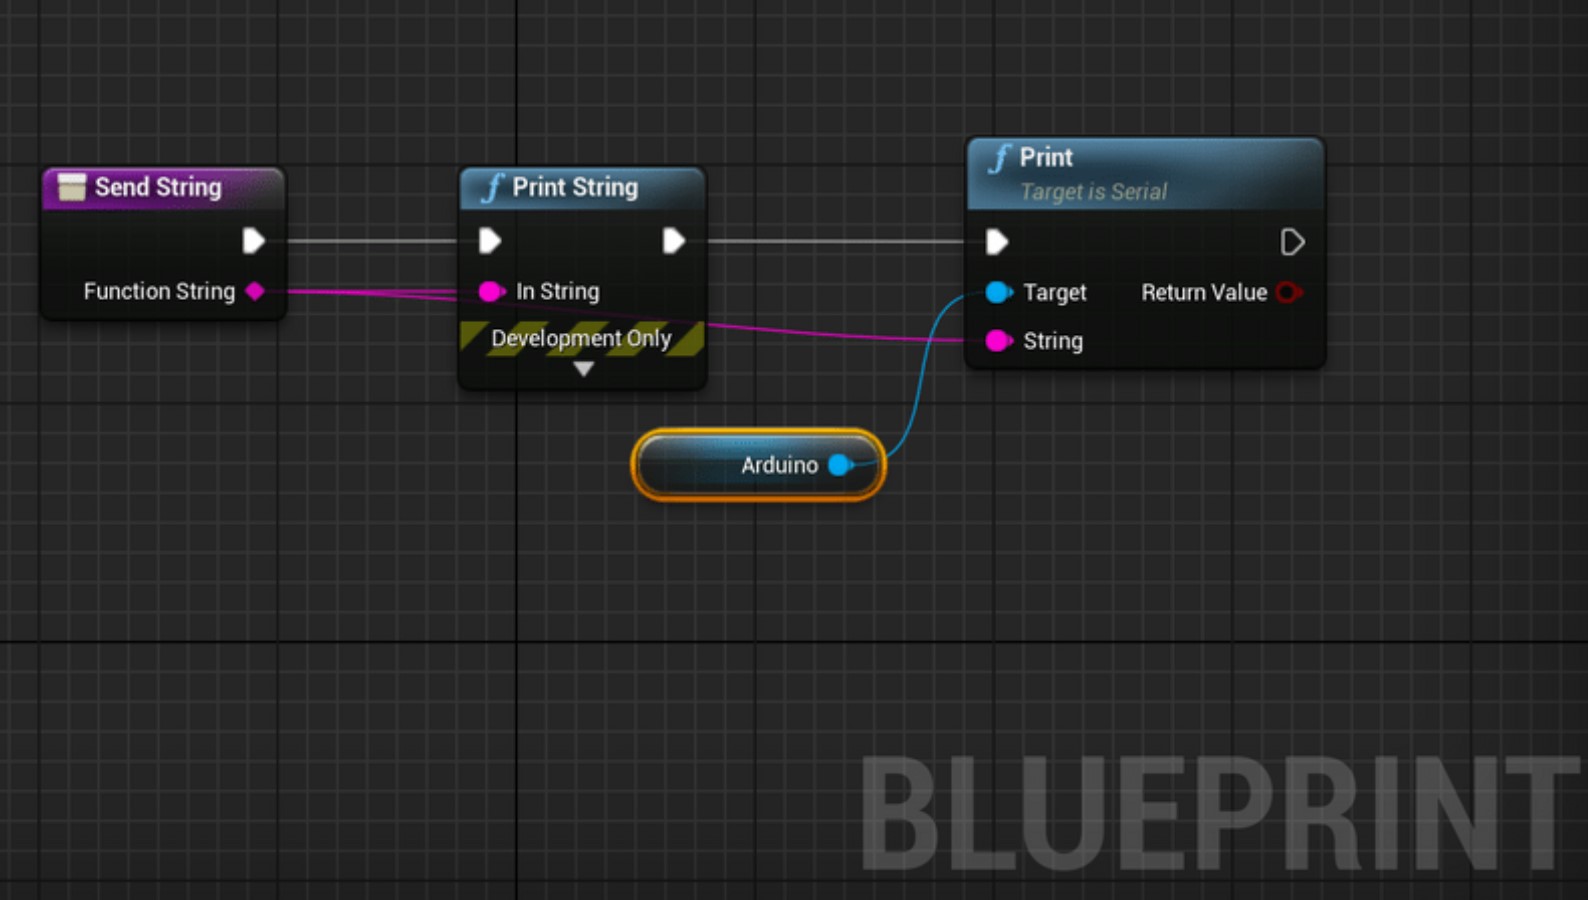 Send String
Function String
Print String
In String
Development Only
Print
Target is Serial
Target
Return Value
String
Arduino
BLUEPRINT